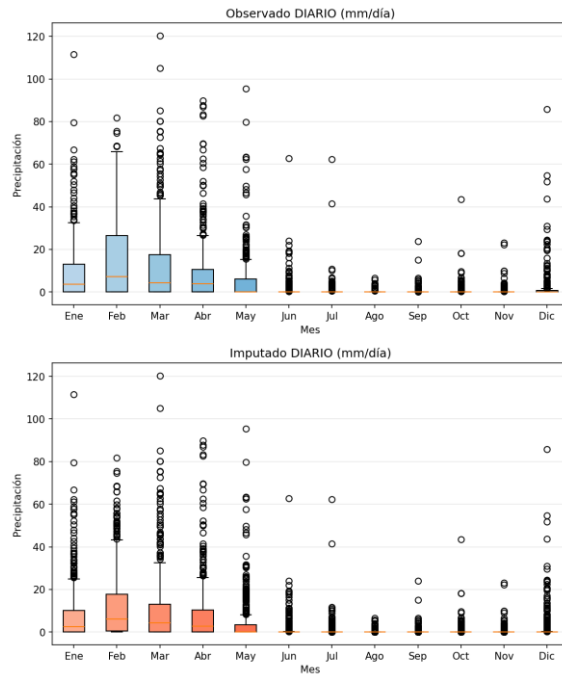 Observado DIARIO (mm/día)
120
100
80
60
40
20
0
Precipitación
Ene Feb Mar Abr May Jun Jul Ago Sep Oct Nov Dic
Mes
Imputado DIARIO (mm/día)
120
100
80
60
40
20
0
Precipitación
Ene Feb Mar Abr May Jun Jul Ago Sep Oct Nov Dic
Mes